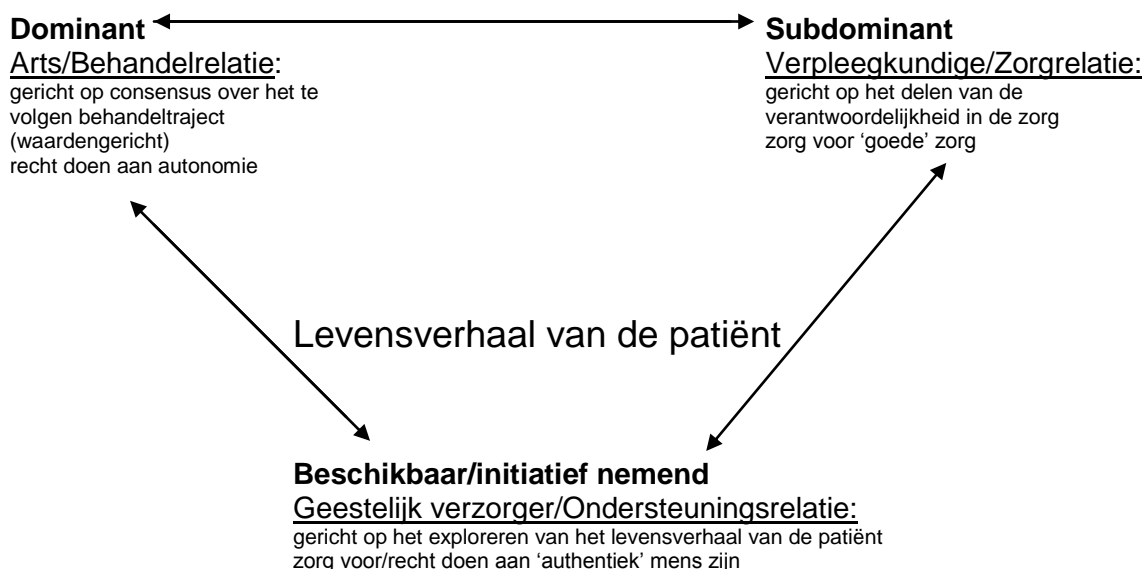 Dominant
Arts/Behandelrelatie:
gericht op consensus over het te
volgen behandeltraject
(waardengericht)
recht doen aan autonomie
Subdominant
Verpleegkundige/Zorgrelatie:
gericht op het delen van de
verantwoordelijkheid in de zorg
zorg voor ‘goede’ zorg
Levensverhaal van de patiënt
Beschikbaar/initiatief nemend
Geestelijk verzorger/Ondersteuningsrelatie:
gericht op het exploreren van het levensverhaal van de patiënt
zorg voor/recht doen aan ‘authentiek’ mens zijn